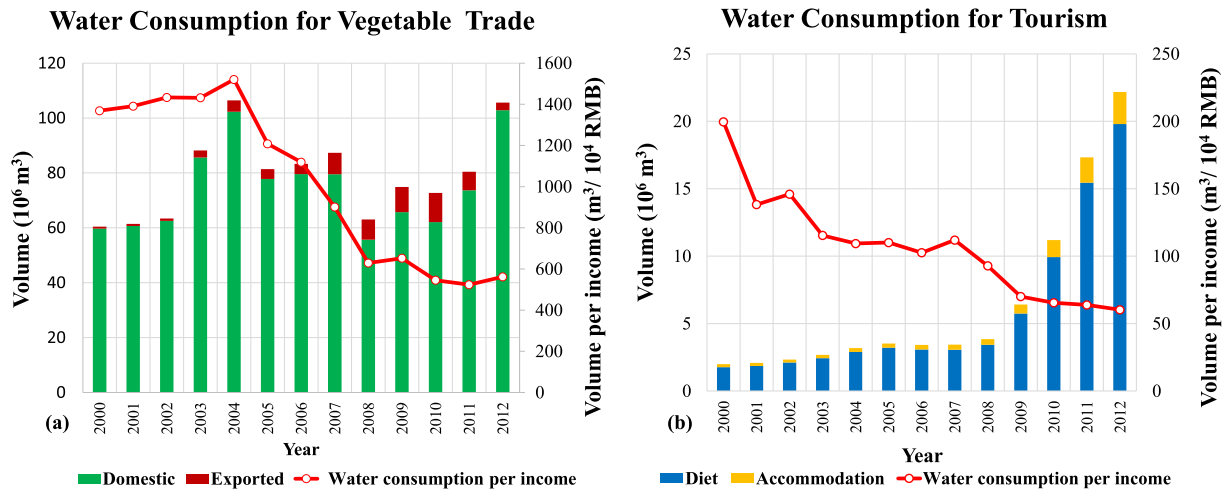 Water Consumption for Vegetable Trade
Volume (10⁶ m³)
120
100
80
60
40
20
0
1600
1400
1200
1000
800
600
400
200
0
Volume per income (m³/ 10⁴ RMB)
(a)
2000 2001 2002 2003 2004 2005 2006 2007 2008 2009 2010 2011 2012
Year
Domestic Exported Water consumption per income
Water Consumption for Tourism
Volume (10⁶ m³)
25
20
15
10
5
0
250
200
150
100
50
0
Volume per income (m³/ 10⁴ RMB)
(b)
2000 2001 2002 2003 2004 2005 2006 2007 2008 2009 2010 2011 2012
Year
Diet Accommodation Water consumption per income